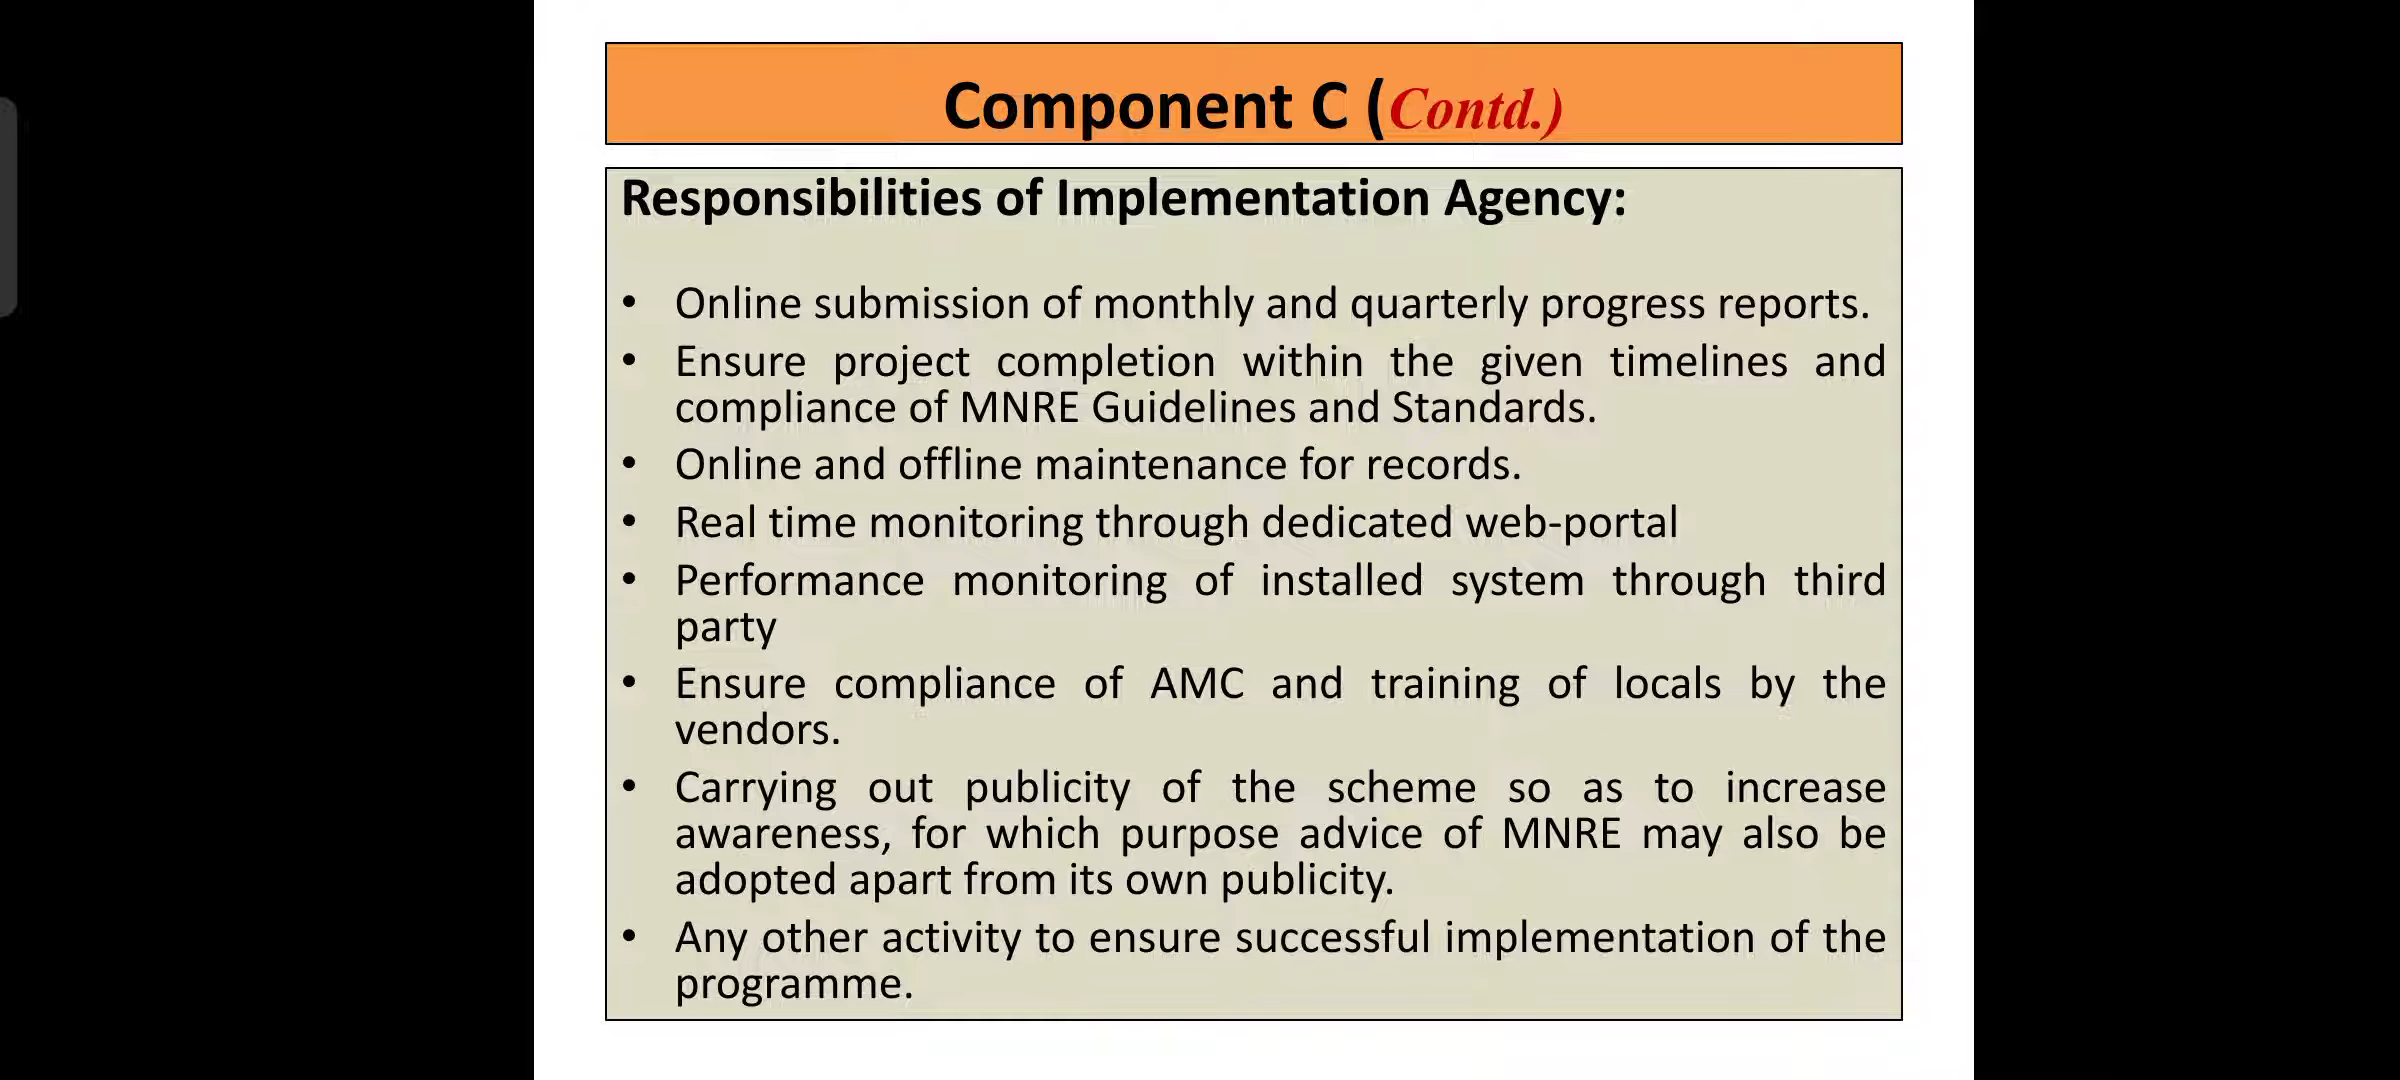 Component C (Contd.)
Responsibilities of Implementation Agency:
• Online submission of monthly and quarterly progress reports.
• Ensure project completion within the given timelines and
compliance of MNRE Guidelines and Standards.
• Online and offline maintenance for records.
• Real time monitoring through dedicated web-portal
• Performance monitoring of installed system through third
party
• Ensure compliance of AMC and training of locals by the
vendors.
• Carrying out publicity of the scheme so as to increase
awareness, for which purpose advice of MNRE may also be
adopted apart from its own publicity.
• Any other activity to ensure successful implementation of the
programme.